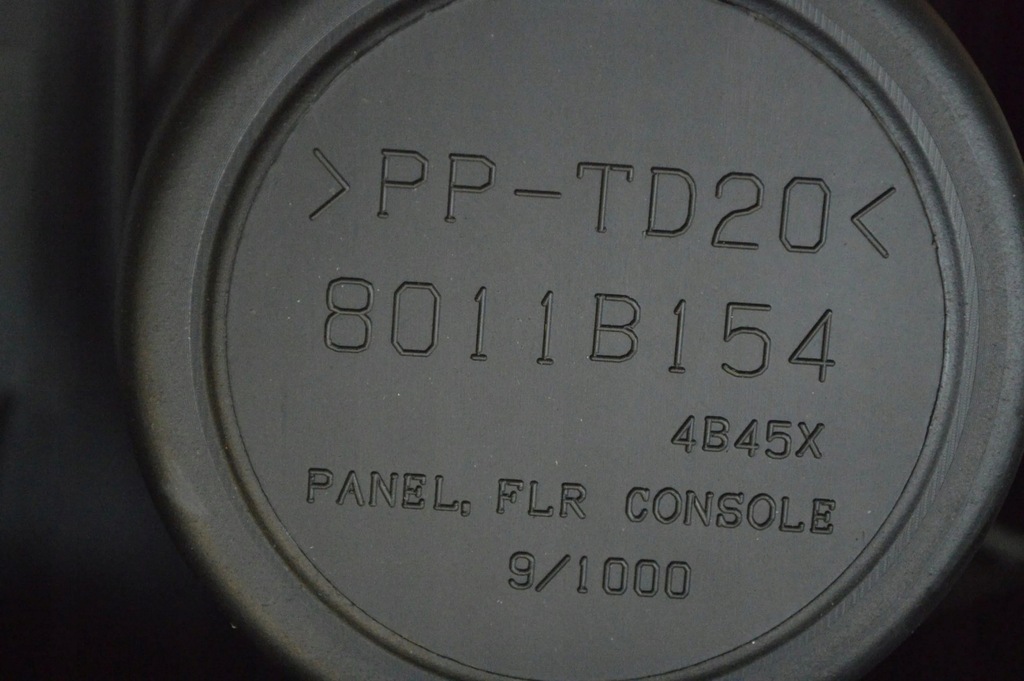 >PP-TD20<
8011B154
4B45X
PANEL, FLR CONSOLE
9/1000